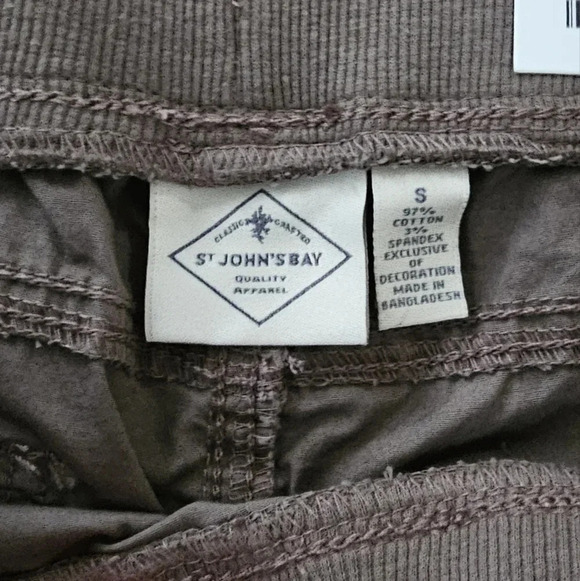 CLASSIC CRAFTED
ST JOHN'S BAY
QUALITY
APPAREL
S
97%
COTTON
3%
SPANDEX
EXCLUSIVE
OF
DECORATION
MADE IN
BANGLADESH